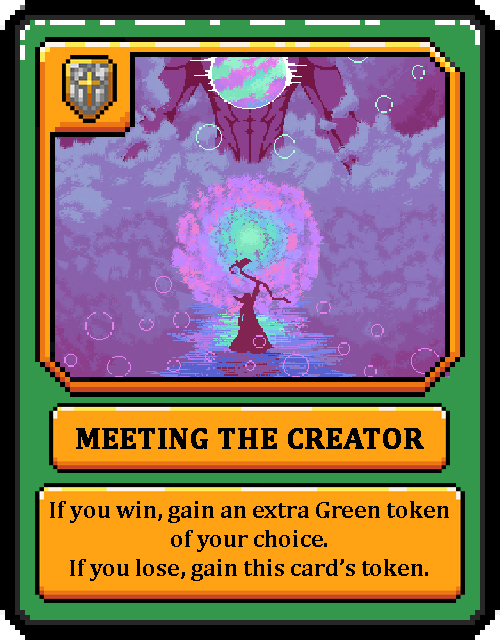 MEETING THE CREATOR
If you win, gain an extra Green token
of your choice.
If you lose, gain this card’s token.